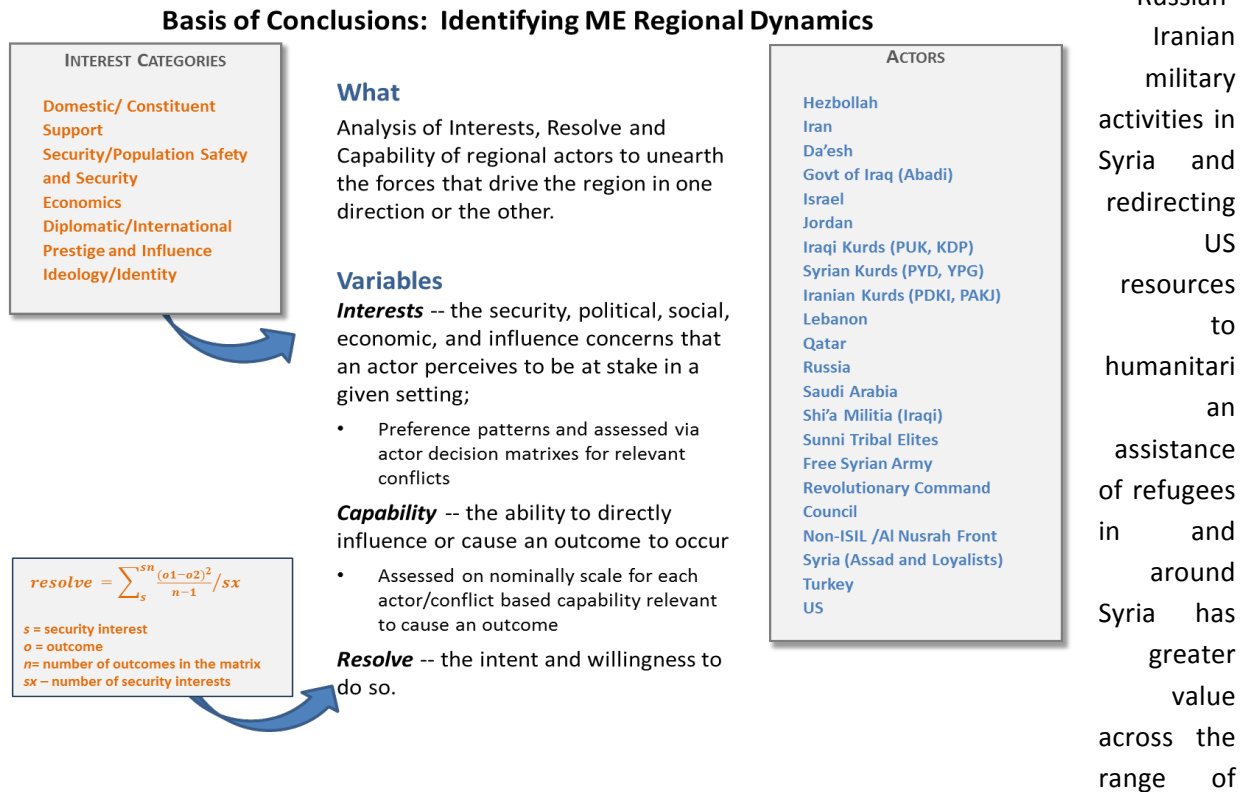 Basis of Conclusions: Identifying ME Regional Dynamics
INTEREST CATEGORIES
Domestic/ Constituent
Support
Security/Population Safety
and Security
Economics
Diplomatic/International
Prestige and Influence
Ideology/Identity
resolve = ∑ₛˢⁿ (o1−o2)²/n−1 /sx
s = security interest
o = outcome
n= number of outcomes in the matrix
sx – number of security interests
What
Analysis of Interests, Resolve and
Capability of regional actors to unearth
the forces that drive the region in one
direction or the other.
Variables
Interests -- the security, political, social,
economic, and influence concerns that
an actor perceives to be at stake in a
given setting;
• Preference patterns and assessed via
actor decision matrixes for relevant
conflicts
Capability -- the ability to directly
influence or cause an outcome to occur
• Assessed on nominally scale for each
actor/conflict based capability relevant
to cause an outcome
Resolve -- the intent and willingness to
do so.
ACTORS
Hezbollah
Iran
Da'esh
Govt of Iraq (Abadi)
Israel
Jordan
Iraqi Kurds (PUK, KDP)
Syrian Kurds (PYD, YPG)
Iranian Kurds (PDKI, PAKJ)
Lebanon
Qatar
Russia
Saudi Arabia
Shi'a Militia (Iraqi)
Sunni Tribal Elites
Free Syrian Army
Revolutionary Command
Council
Non-ISIL /Al Nusrah Front
Syria (Assad and Loyalists)
Turkey
US
Iranian
military
activities in
Syria and
redirecting
US
resources
to
humanitari
an
assistance
of refugees
in and
around
Syria has
greater
value
across the
range of